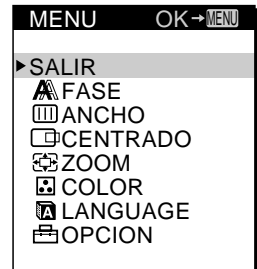 MENU OK→MENU
▶SALIR
FASE
ANCHO
CENTRADO
ZOOM
COLOR
LANGUAGE
OPCION